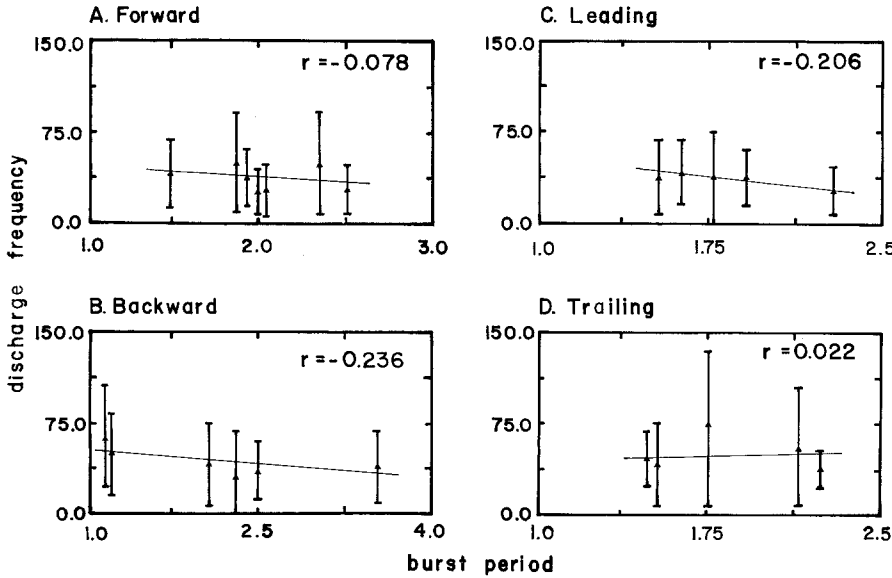 A. Forward
150.0
75.0
0.0
r=-0.078
1.0
2.0
3.0
C. Leading
150.0
75.0
0.0
r=-0.206
1.0
1.75
2.5
discharge frequency
B. Backward
150.0
75.0
0.0
r=-0.236
1.0
2.5
4.0
D. Trailing
150.0
75.0
0.0
r=0.022
1.0
1.75
2.5
burst period